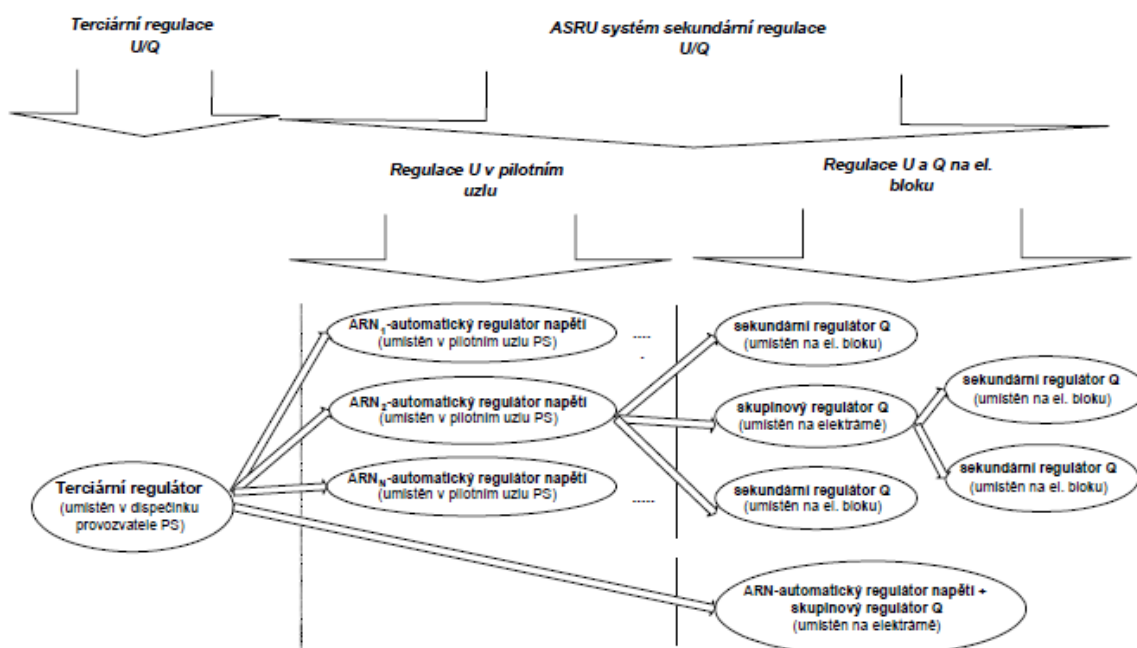 Terciární regulace
U/Q
ASRU systém sekundární regulace
U/Q
Regulace U v pilotním
uzlu
Regulace U a Q na el.
bloku
ARN1-automatický regulátor napětí
(umístěn v pilotním uzlu PS)
sekundární regulátor Q
(umístěn na el. bloku)
ARN2-automatický regulátor napětí
(umístěn v pilotním uzlu PS)
skupinový regulátor Q
(umístěn na elektrárně)
sekundární regulátor Q
(umístěn na el. bloku)
ARNN-automatický regulátor napětí
(umístěn v pilotním uzlu PS)
sekundární regulátor Q
(umístěn na el. bloku)
sekundární regulátor Q
(umístěn na el. bloku)
Terciární regulátor
(umístěn v dispečinku
provozvatele PS)
ARN-automatický regulátor napětí +
skupinový regulátor Q
(umístěn na elektrárně)